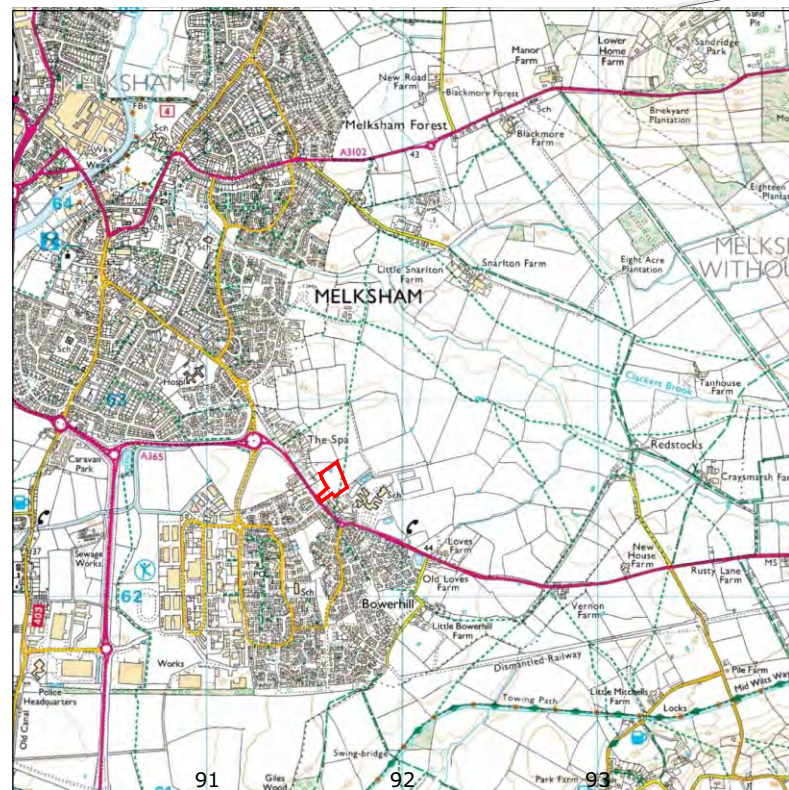 MELKSHAM
FBs
4
Sch
Wks
Weir
64
Sch
Sch
New Road
Farm
Blackmore Forest
Melksham Forest
A3102
43
Manor
Farm
Sch
Blackmore
Farm
Lower
Home
Farm
Sandridge
Park
Sand
Pit
Brickyard
Plantation
Eighteen
Eight Acre
Plantation
Little Snarlton Farm
Snarlton Farm
MELKSHAM
Clackers Brook
Tanhouse
Farm
63
The Spa
Caravan
Park
A365
Sch
Redstocks
Craysmarsh Farm
37
Sewage
Works
44
Loves
Farm
Old Loves
Farm
New
House
Farm
Rusty Lane
Farm
MS
403
62
PC
Sch
Bowerhill
Little Bowerhill
Farm
Vernon
Farm
Works
Police
Headquarters
Old Canal
Dismantled Railway
Towing Path
Little Mitchells
Farm
Pile Farm
Locks
Mid Wilts Way
Swing-bridge
Giles
Wood
Park Farm
91
92
93